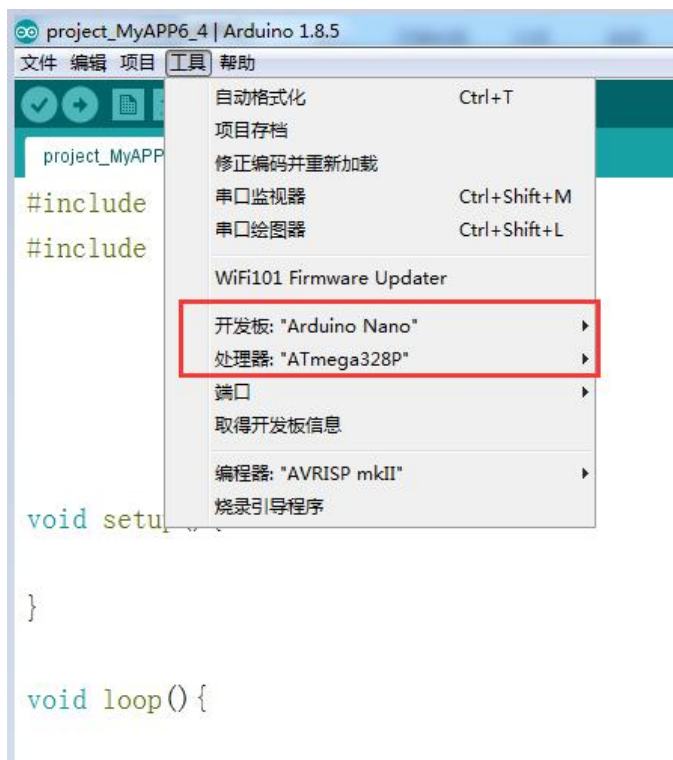 project_MyAPP6_4 | Arduino 1.8.5
文件 编辑 项目 工具 帮助
自动格式化 Ctrl+T
项目存档
project_MyAPP
修正编码并重新加载
#include
串口监视器 Ctrl+Shift+M
串口绘图器 Ctrl+Shift+L
#include
WiFi101 Firmware Updater
开发板: "Arduino Nano"
处理器: "ATmega328P"
端口
取得开发板信息
编程器: "AVRISP mkII"
烧录引导程序
void setup() {
}
void loop(){